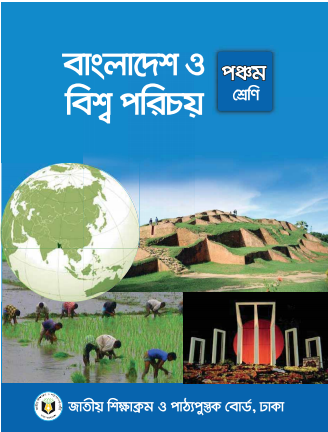 বাংলাদেশ ও
বিশ্ব পরিচয়
পঞ্চম
শ্রেণি
জাতীয় শিক্ষাক্রম ও পাঠ্যপুস্তক বোর্ড, ঢাকা